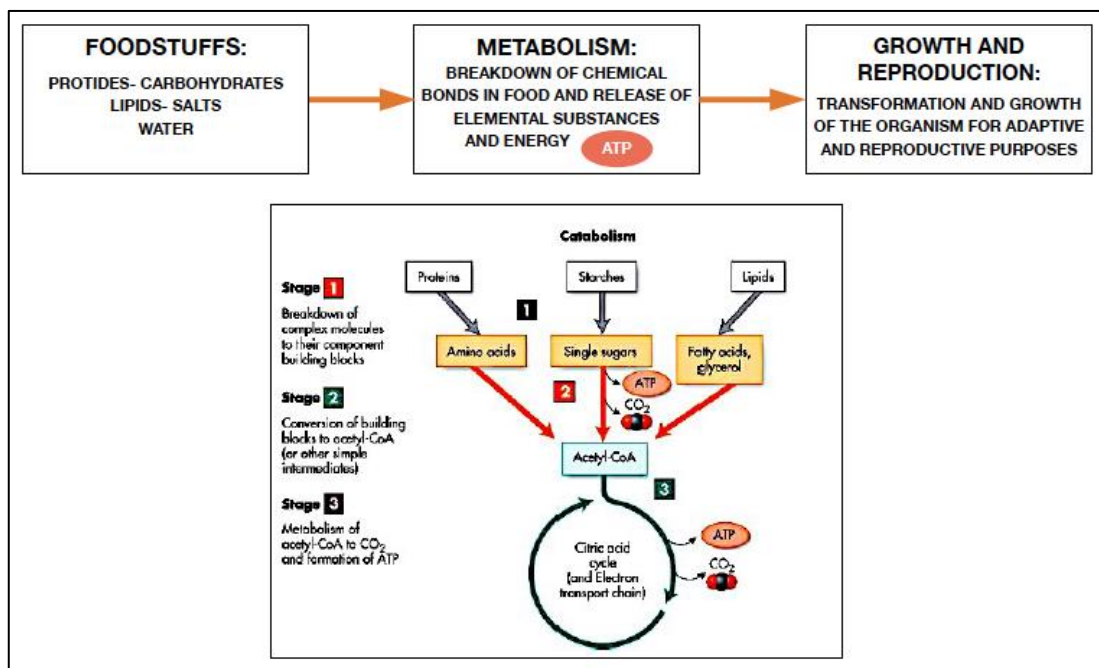 FOODSTUFFS:
PROTIDES- CARBOHYDRATES
LIPIDS- SALTS
WATER
METABOLISM:
BREAKDOWN OF CHEMICAL
BONDS IN FOOD AND RELEASE OF
ELEMENTAL SUBSTANCES
AND ENERGY
ATP
GROWTH AND
REPRODUCTION:
TRANSFORMATION AND GROWTH
OF THE ORGANISM FOR ADAPTIVE
AND REPRODUCTIVE PURPOSES
Catabolism
Stage 1
Breakdown of
complex molecules
to their component
building blocks
Stage 2
Conversion of building
blocks to acetyl-CoA
(or other simple
intermediates)
Stage 3
Metabolism of
acetyl-CoA to CO2
and formation of ATP
Proteins
Starches
Lipids
1
Amino acids
Single sugars
Fatty acids,
glycerol
2
ATP
CO2
Acetyl-CoA
3
Citric acid
cycle
(and Electron
transport chain)
ATP
CO2